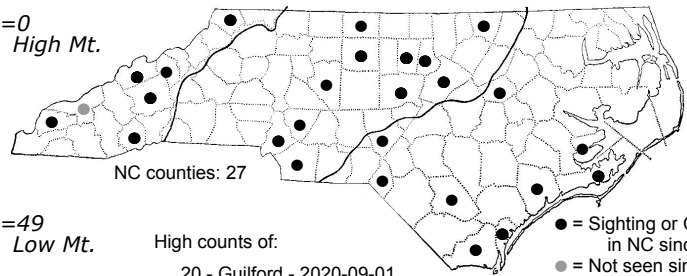 =0
High Mt.
NC counties: 27
=49
Low Mt.
High counts of:
20 - Guilford - 2020-09-01
● = Sighting or
in NC sinc
● = Not seen sin